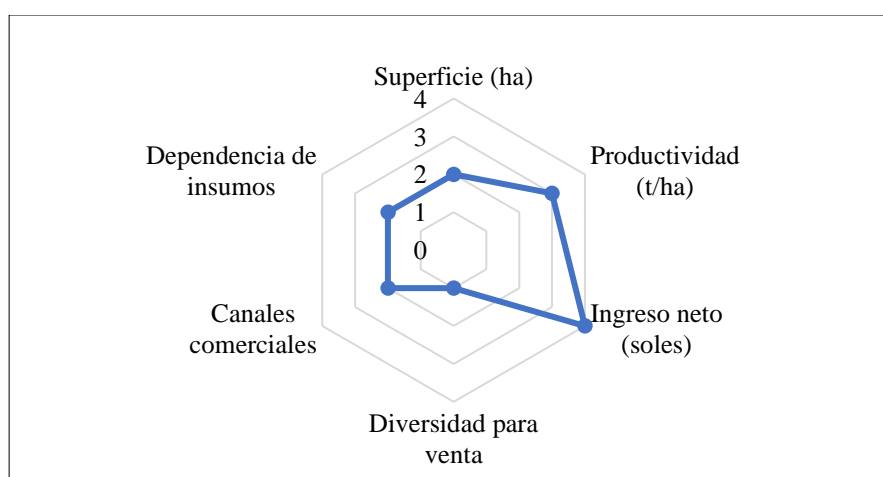 Superficie (ha)
4
3
2
1
0
Productividad
(t/ha)
Ingreso neto
(soles)
Diversidad para
venta
Canales
comerciales
Dependencia de
insumos